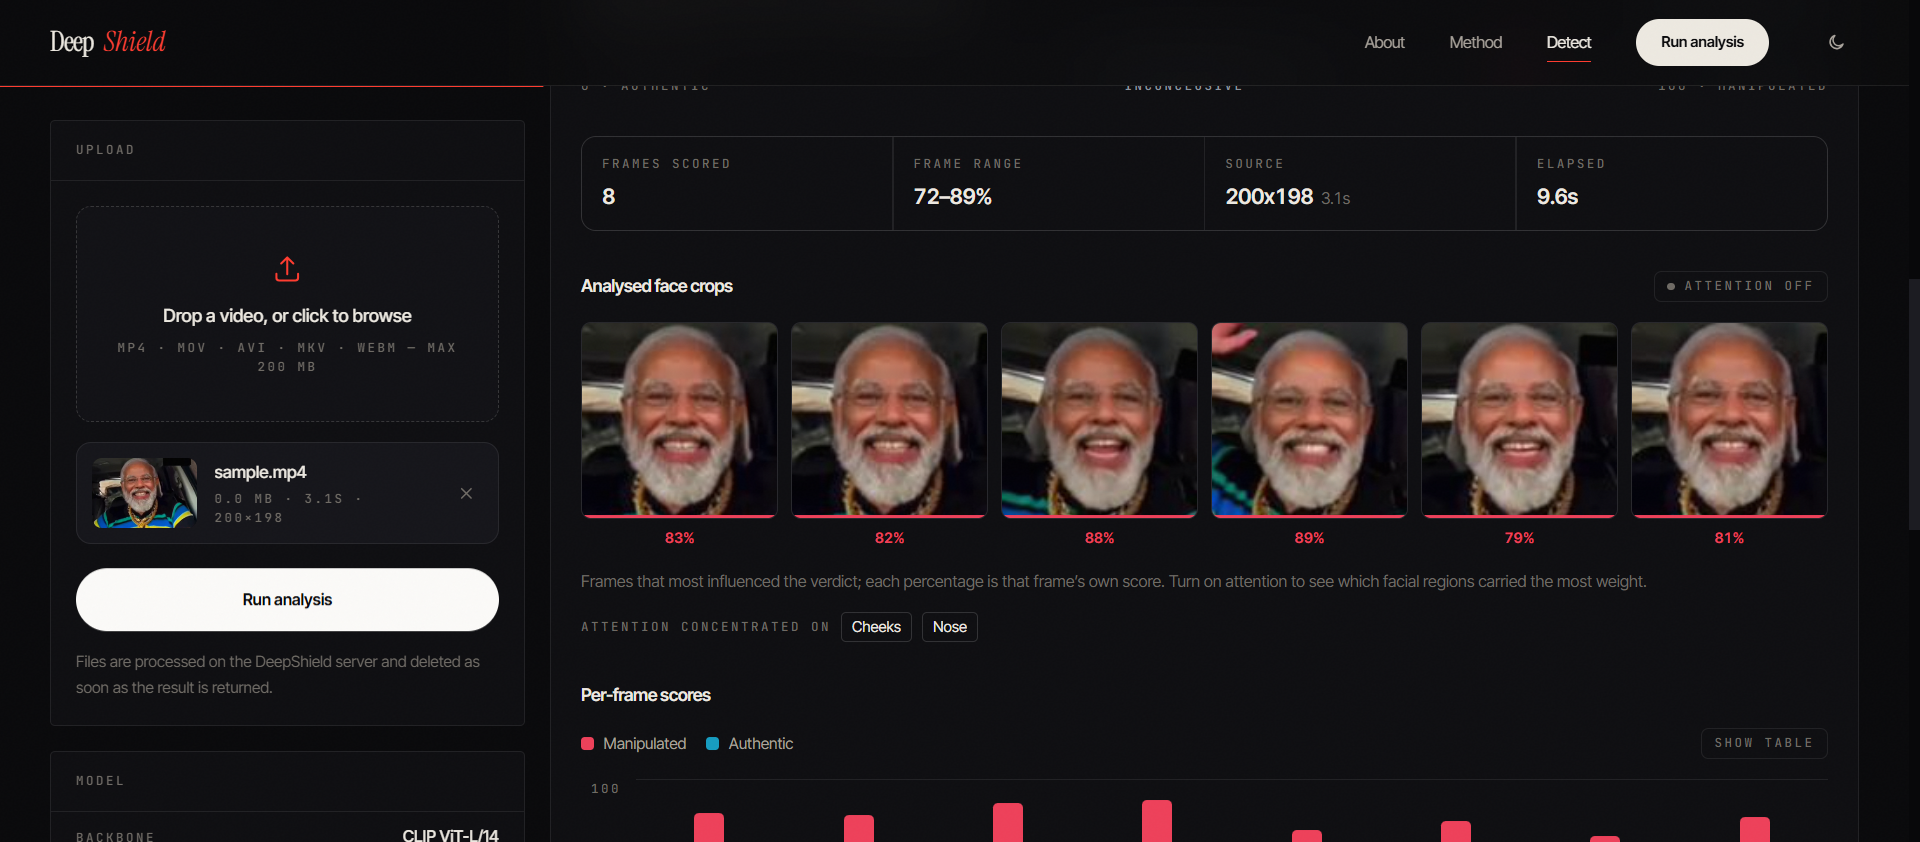 Deep Shield
About
Method
Detect
Run analysis
0 · AUTHENTIC
INCONCLUSIVE
100 · MANIPULATED
UPLOAD
Drop a video, or click to browse
MP4 · MOV · AVI · MKV · WEBM — MAX
200 MB
sample.mp4
0.0 MB · 3.1S ·
200×198
Run analysis
Files are processed on the DeepShield server and deleted as
soon as the result is returned.
MODEL
BACKBONE
CLIP ViT-L/14
FRAMES SCORED
8
FRAME RANGE
72–89%
SOURCE
200x198 3.1s
ELAPSED
9.6s
Analysed face crops
ATTENTION OFF
83%
82%
88%
89%
79%
81%
Frames that most influenced the verdict; each percentage is that frame’s own score. Turn on attention to see which facial regions carried the most weight.
ATTENTION CONCENTRATED ON Cheeks Nose
Per-frame scores
Manipulated
Authentic
SHOW TABLE
100